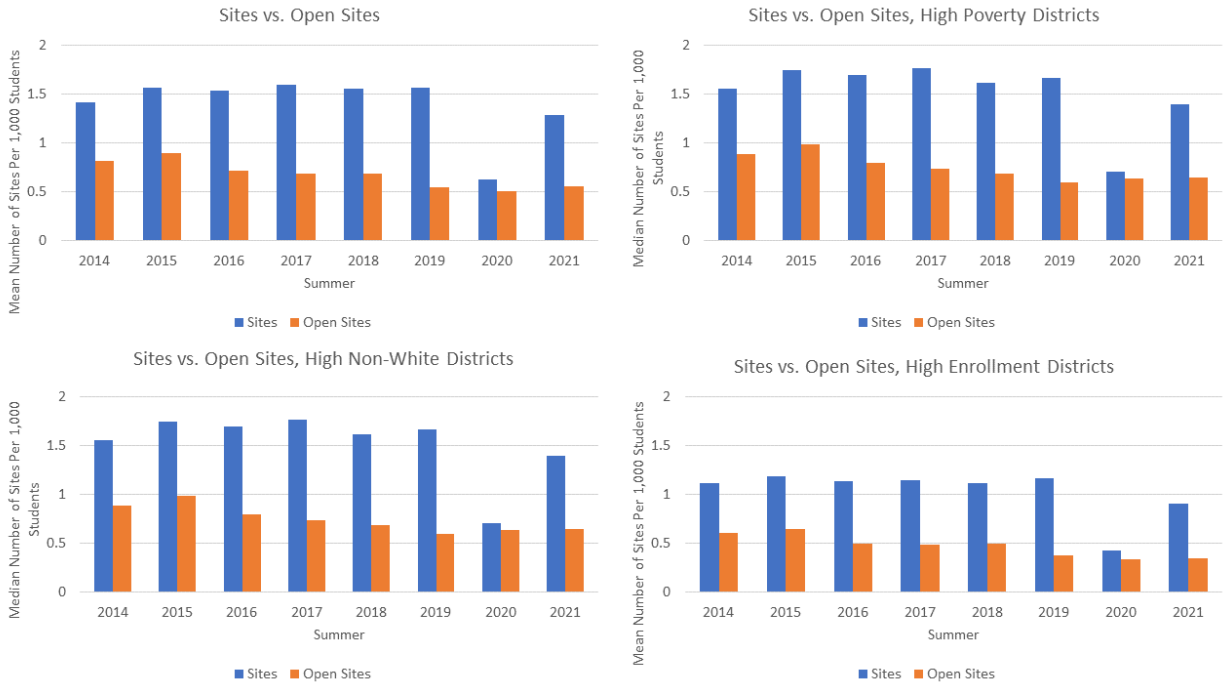 Sites vs. Open Sites
Mean Number of Sites Per 1,000 Students
2
1.5
1
0.5
0
2014 2015 2016 2017 2018 2019 2020 2021
Summer
Sites Open Sites
Sites vs. Open Sites, High Poverty Districts
Median Number of Sites Per 1,000
Students
2
1.5
1
0.5
0
2014 2015 2016 2017 2018 2019 2020 2021
Summer
Sites Open Sites
Sites vs. Open Sites, High Non-White Districts
Median Number of Sites Per 1,000
Students
2
1.5
1
0.5
0
2014 2015 2016 2017 2018 2019 2020 2021
Summer
Sites Open Sites
Sites vs. Open Sites, High Enrollment Districts
Mean Number of Sites Per 1,000 Students
2
1.5
1
0.5
0
2014 2015 2016 2017 2018 2019 2020 2021
Summer
Sites Open Sites